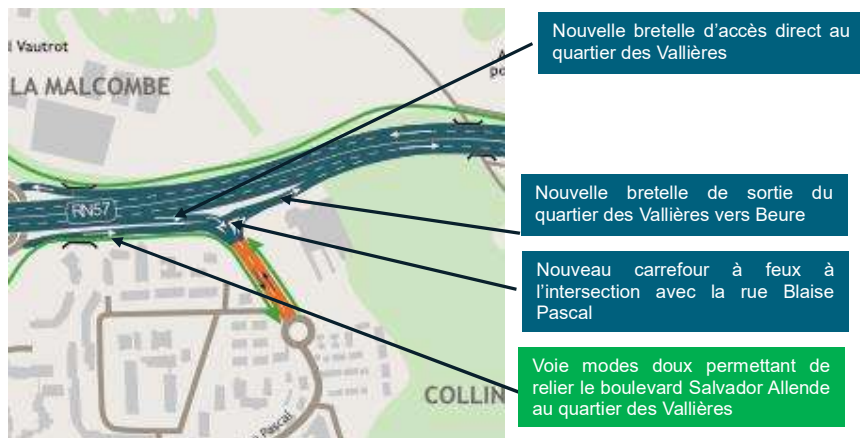 Nouvelle bretelle d'accès direct au
quartier des Vallières
Vautrot
LA MALCOMBE
RN57
Nouvelle bretelle de sortie du
quartier des Vallières vers Beure
Nouveau carrefour à feux à
l'intersection avec la rue Blaise
Pascal
Voie modes doux permettant de
relier le boulevard Salvador Allende
au quartier des Vallières
COLLIN
Pascal